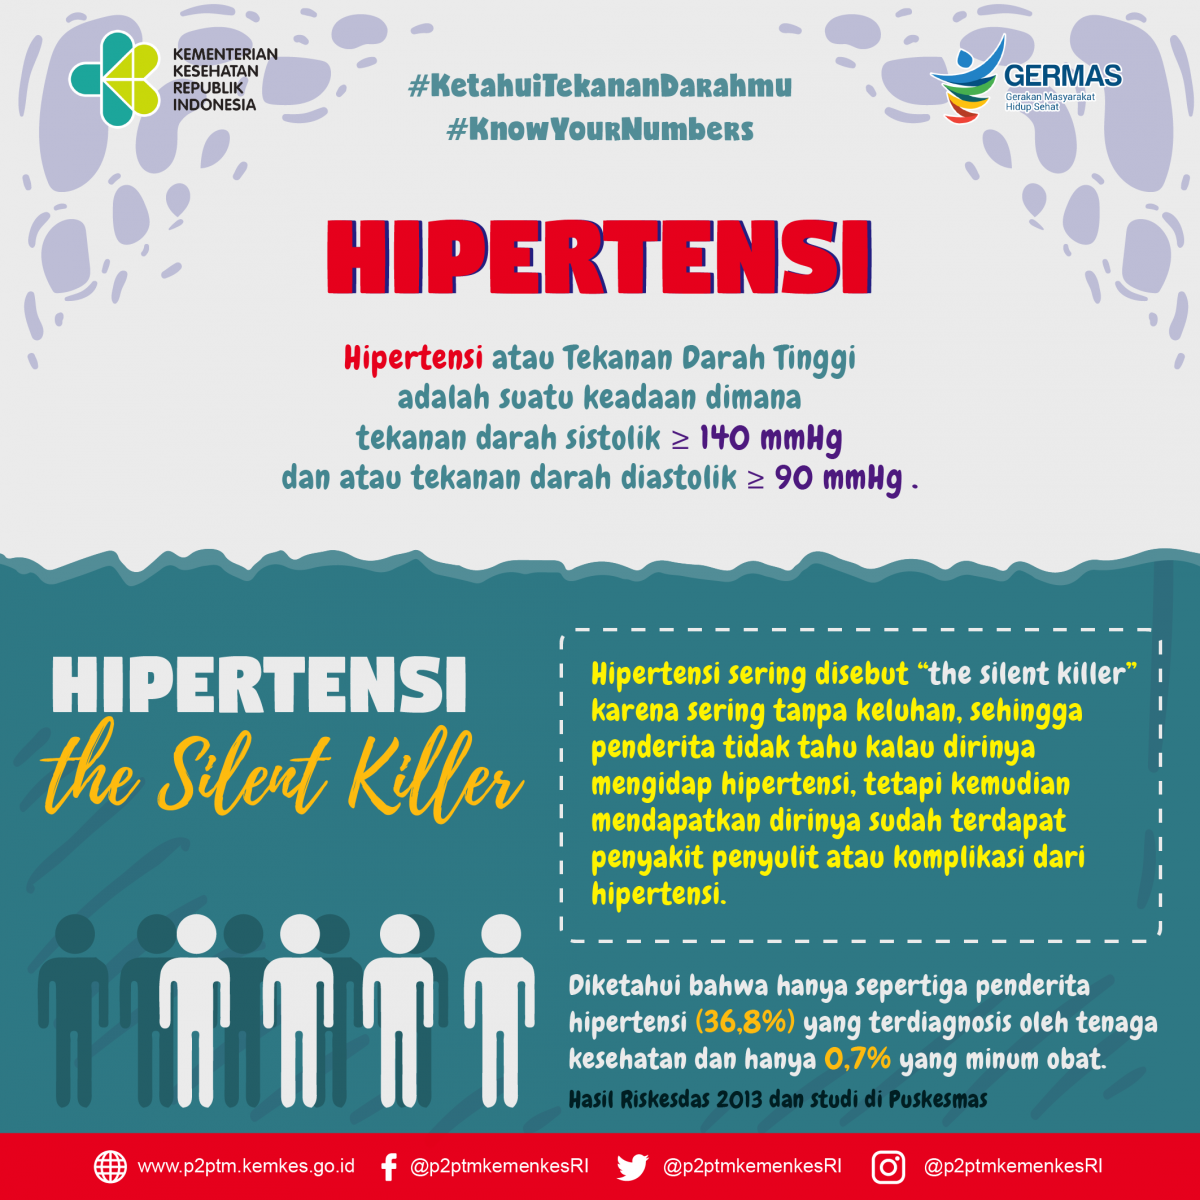 KEMENTERIAN
KESEHATAN
REPUBLIK
INDONESIA
#KetahuiTekananDarahmu
#KnowYourNumbers
GERMAS
Gerakan Masyarakat
Hidup Sehat
HIPERTENSI
Hipertensi atau Tekanan Darah Tinggi
adalah suatu keadaan dimana
tekanan darah sistolik ≥ 140 mmHg
dan atau tekanan darah diastolik ≥ 90 mmHg .
HIPERTENSI
the Silent Killer
Hipertensi sering disebut “the silent killer”
karena sering tanpa keluhan, sehingga
penderita tidak tahu kalau dirinya
mengidap hipertensi, tetapi kemudian
mendapatkan dirinya sudah terdapat
penyakit penyulit atau komplikasi dari
hipertensi.
Diketahui bahwa hanya sepertiga penderita
hipertensi (36,8%) yang terdiagnosis oleh tenaga
kesehatan dan hanya 0,7% yang minum obat.
Hasil Riskesdas 2013 dan studi di Puskesmas
www.p2ptm.kemkes.go.id @p2ptmkemenkesRI @p2ptmkemenkesRI @p2ptmkemenkesRI